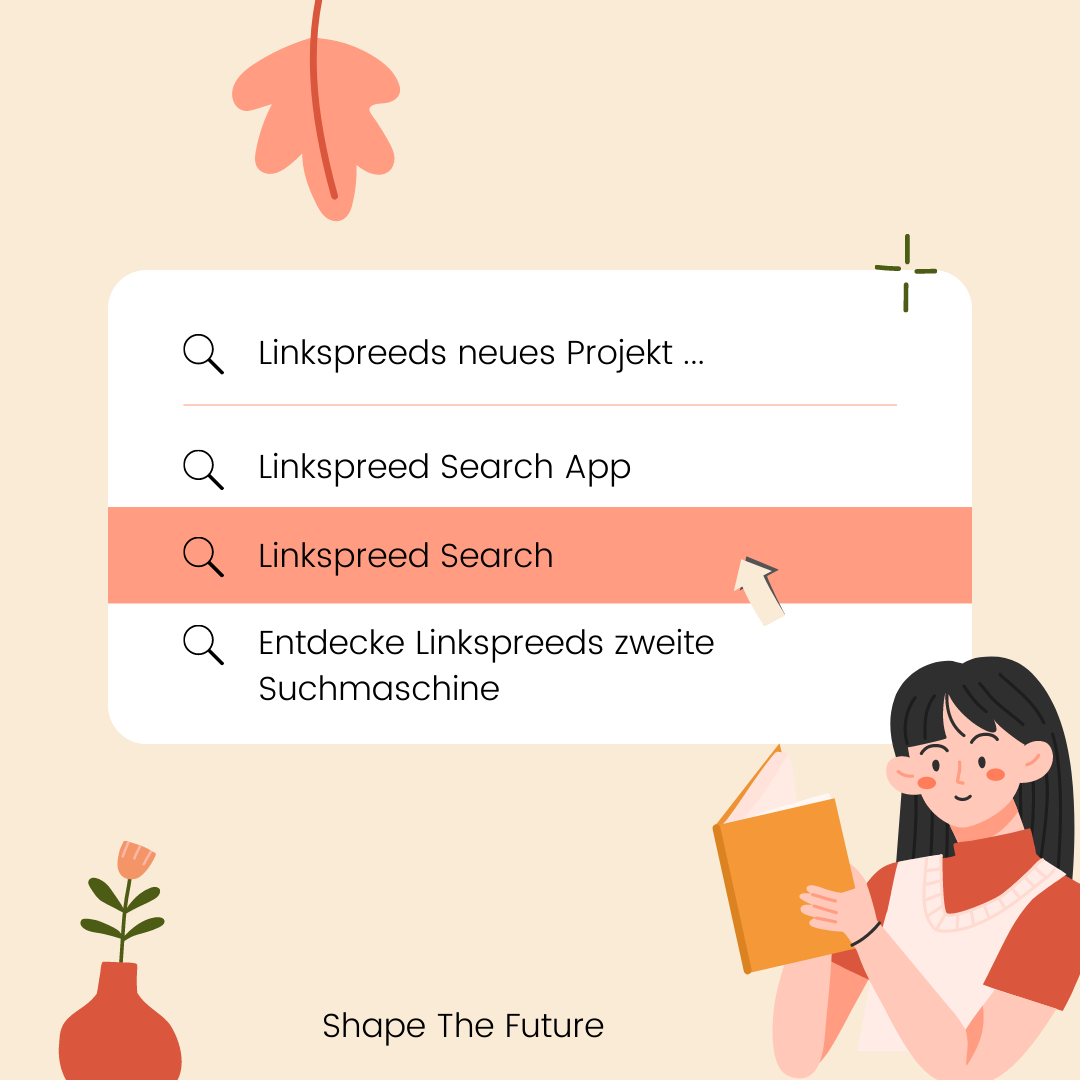 Linkspreeds neues Projekt ...
Linkspreed Search App
Linkspreed Search
Entdecke Linkspreeds zweite
Suchmaschine
Shape The Future